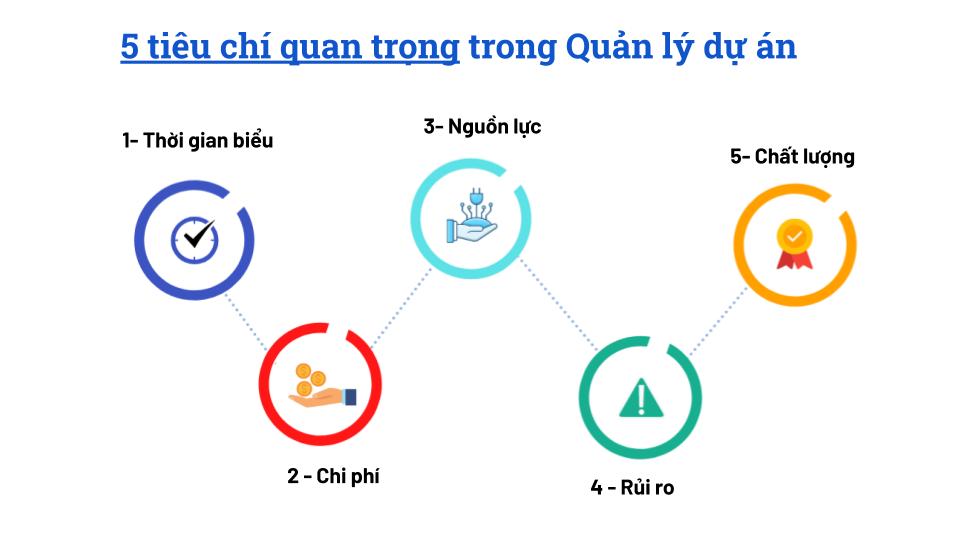 5 tiêu chí quan trọng trong Quản lý dự án
1- Thời gian biểu
2 - Chi phí
3- Nguồn lực
4 - Rủi ro
5- Chất lượng